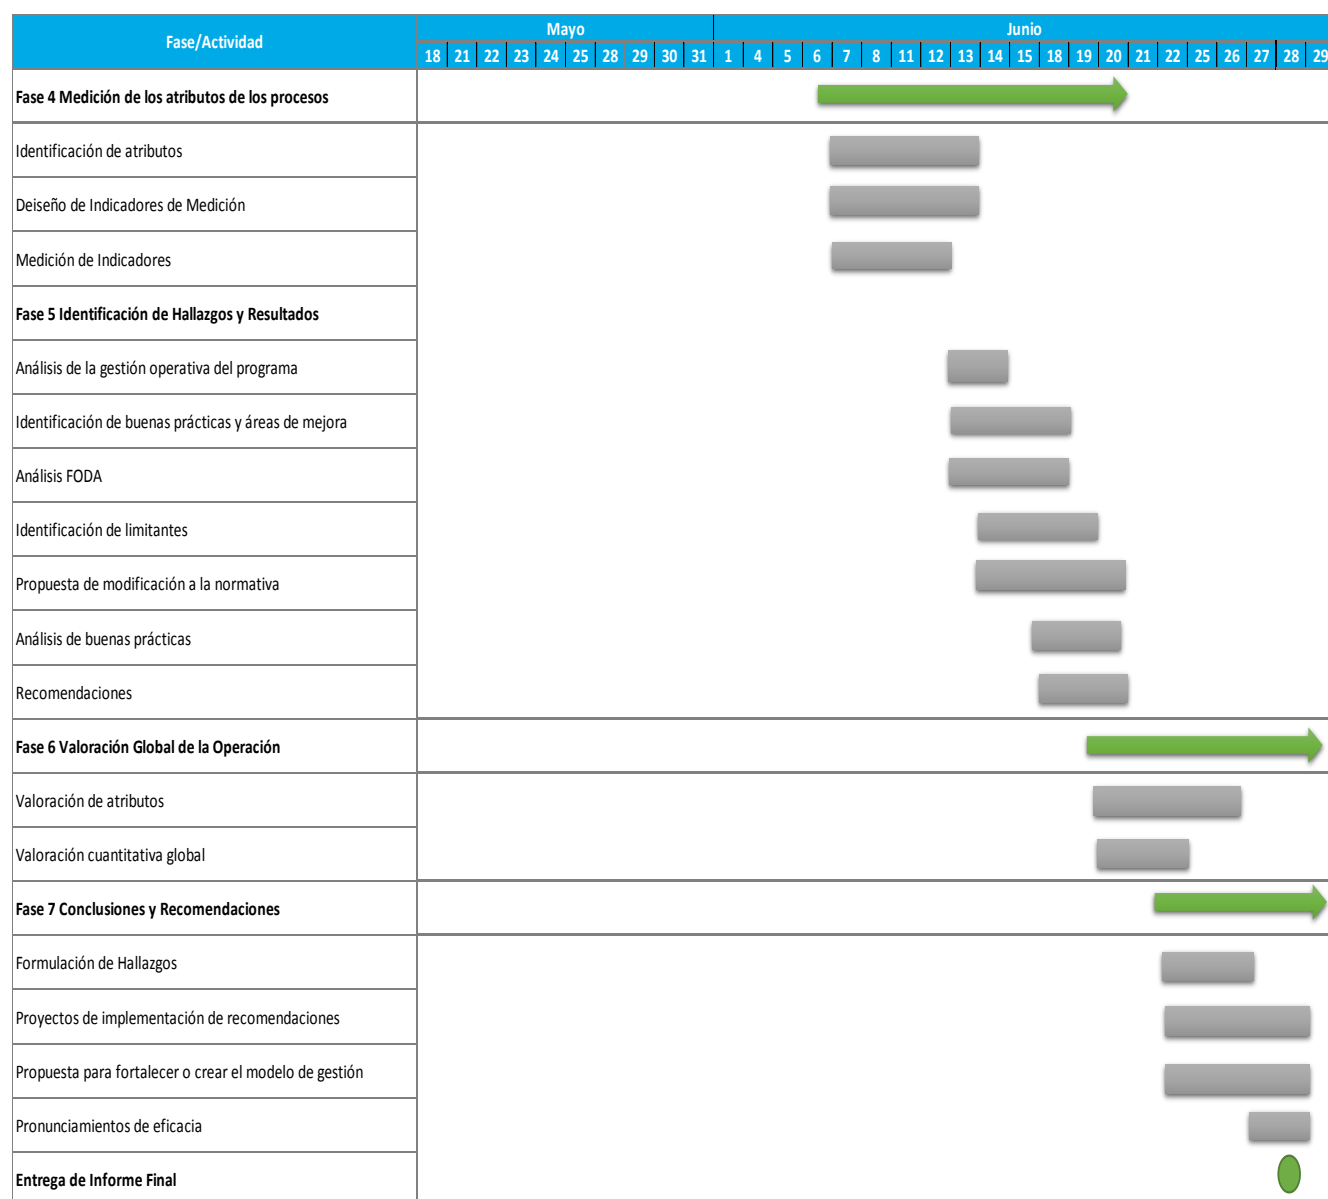 Fase/Actividad
Mayo
Junio
18 21 22 23 24 25 28 29 30 31 1 4 5 6 7 8 11 12 13 14 15 18 19 20 21 22 25 26 27 28 29
Fase 4 Medición de los atributos de los procesos
Identificación de atributos
Deiseño de Indicadores de Medición
Medición de Indicadores
Fase 5 Identificación de Hallazgos y Resultados
Análisis de la gestión operativa del programa
Identificación de buenas prácticas y áreas de mejora
Análisis FODA
Identificación de limitantes
Propuesta de modificación a la normativa
Análisis de buenas prácticas
Recomendaciones
Fase 6 Valoración Global de la Operación
Valoración de atributos
Valoración cuantitativa global
Fase 7 Conclusiones y Recomendaciones
Formulación de Hallazgos
Proyectos de implementación de recomendaciones
Propuesta para fortalecer o crear el modelo de gestión
Pronunciamientos de eficacia
Entrega de Informe Final